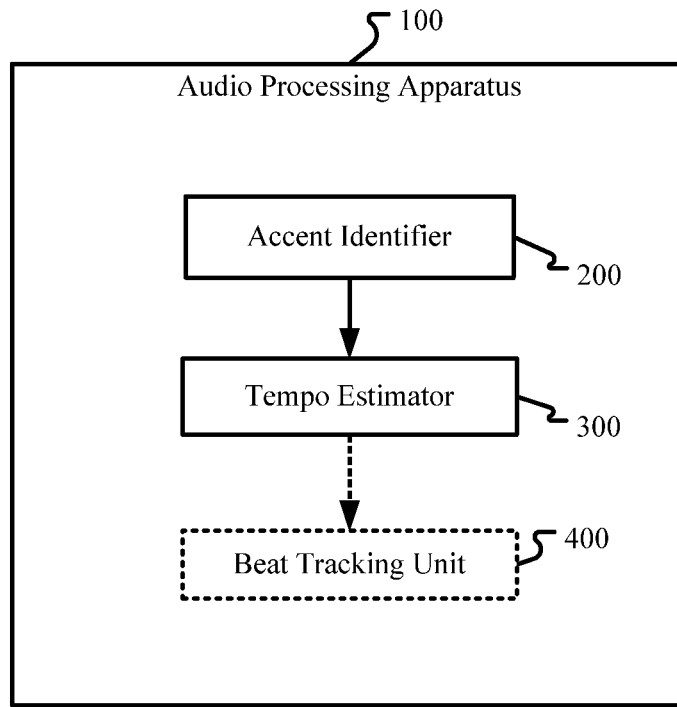 100
Audio Processing Apparatus
Accent Identifier
200
Tempo Estimator
300
Beat Tracking Unit
400